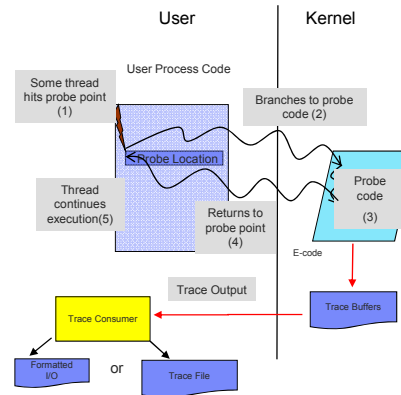 User
Kernel
User Process Code
Some thread
hits probe point
(1)
Branches to probe
code (2)
Probe Location
Thread
continues
execution(5)
Returns to
probe point
(4)
Probe
code
(3)
E-code
Trace Output
Trace Consumer
Trace Buffers
Formatted
I/O
or
Trace File